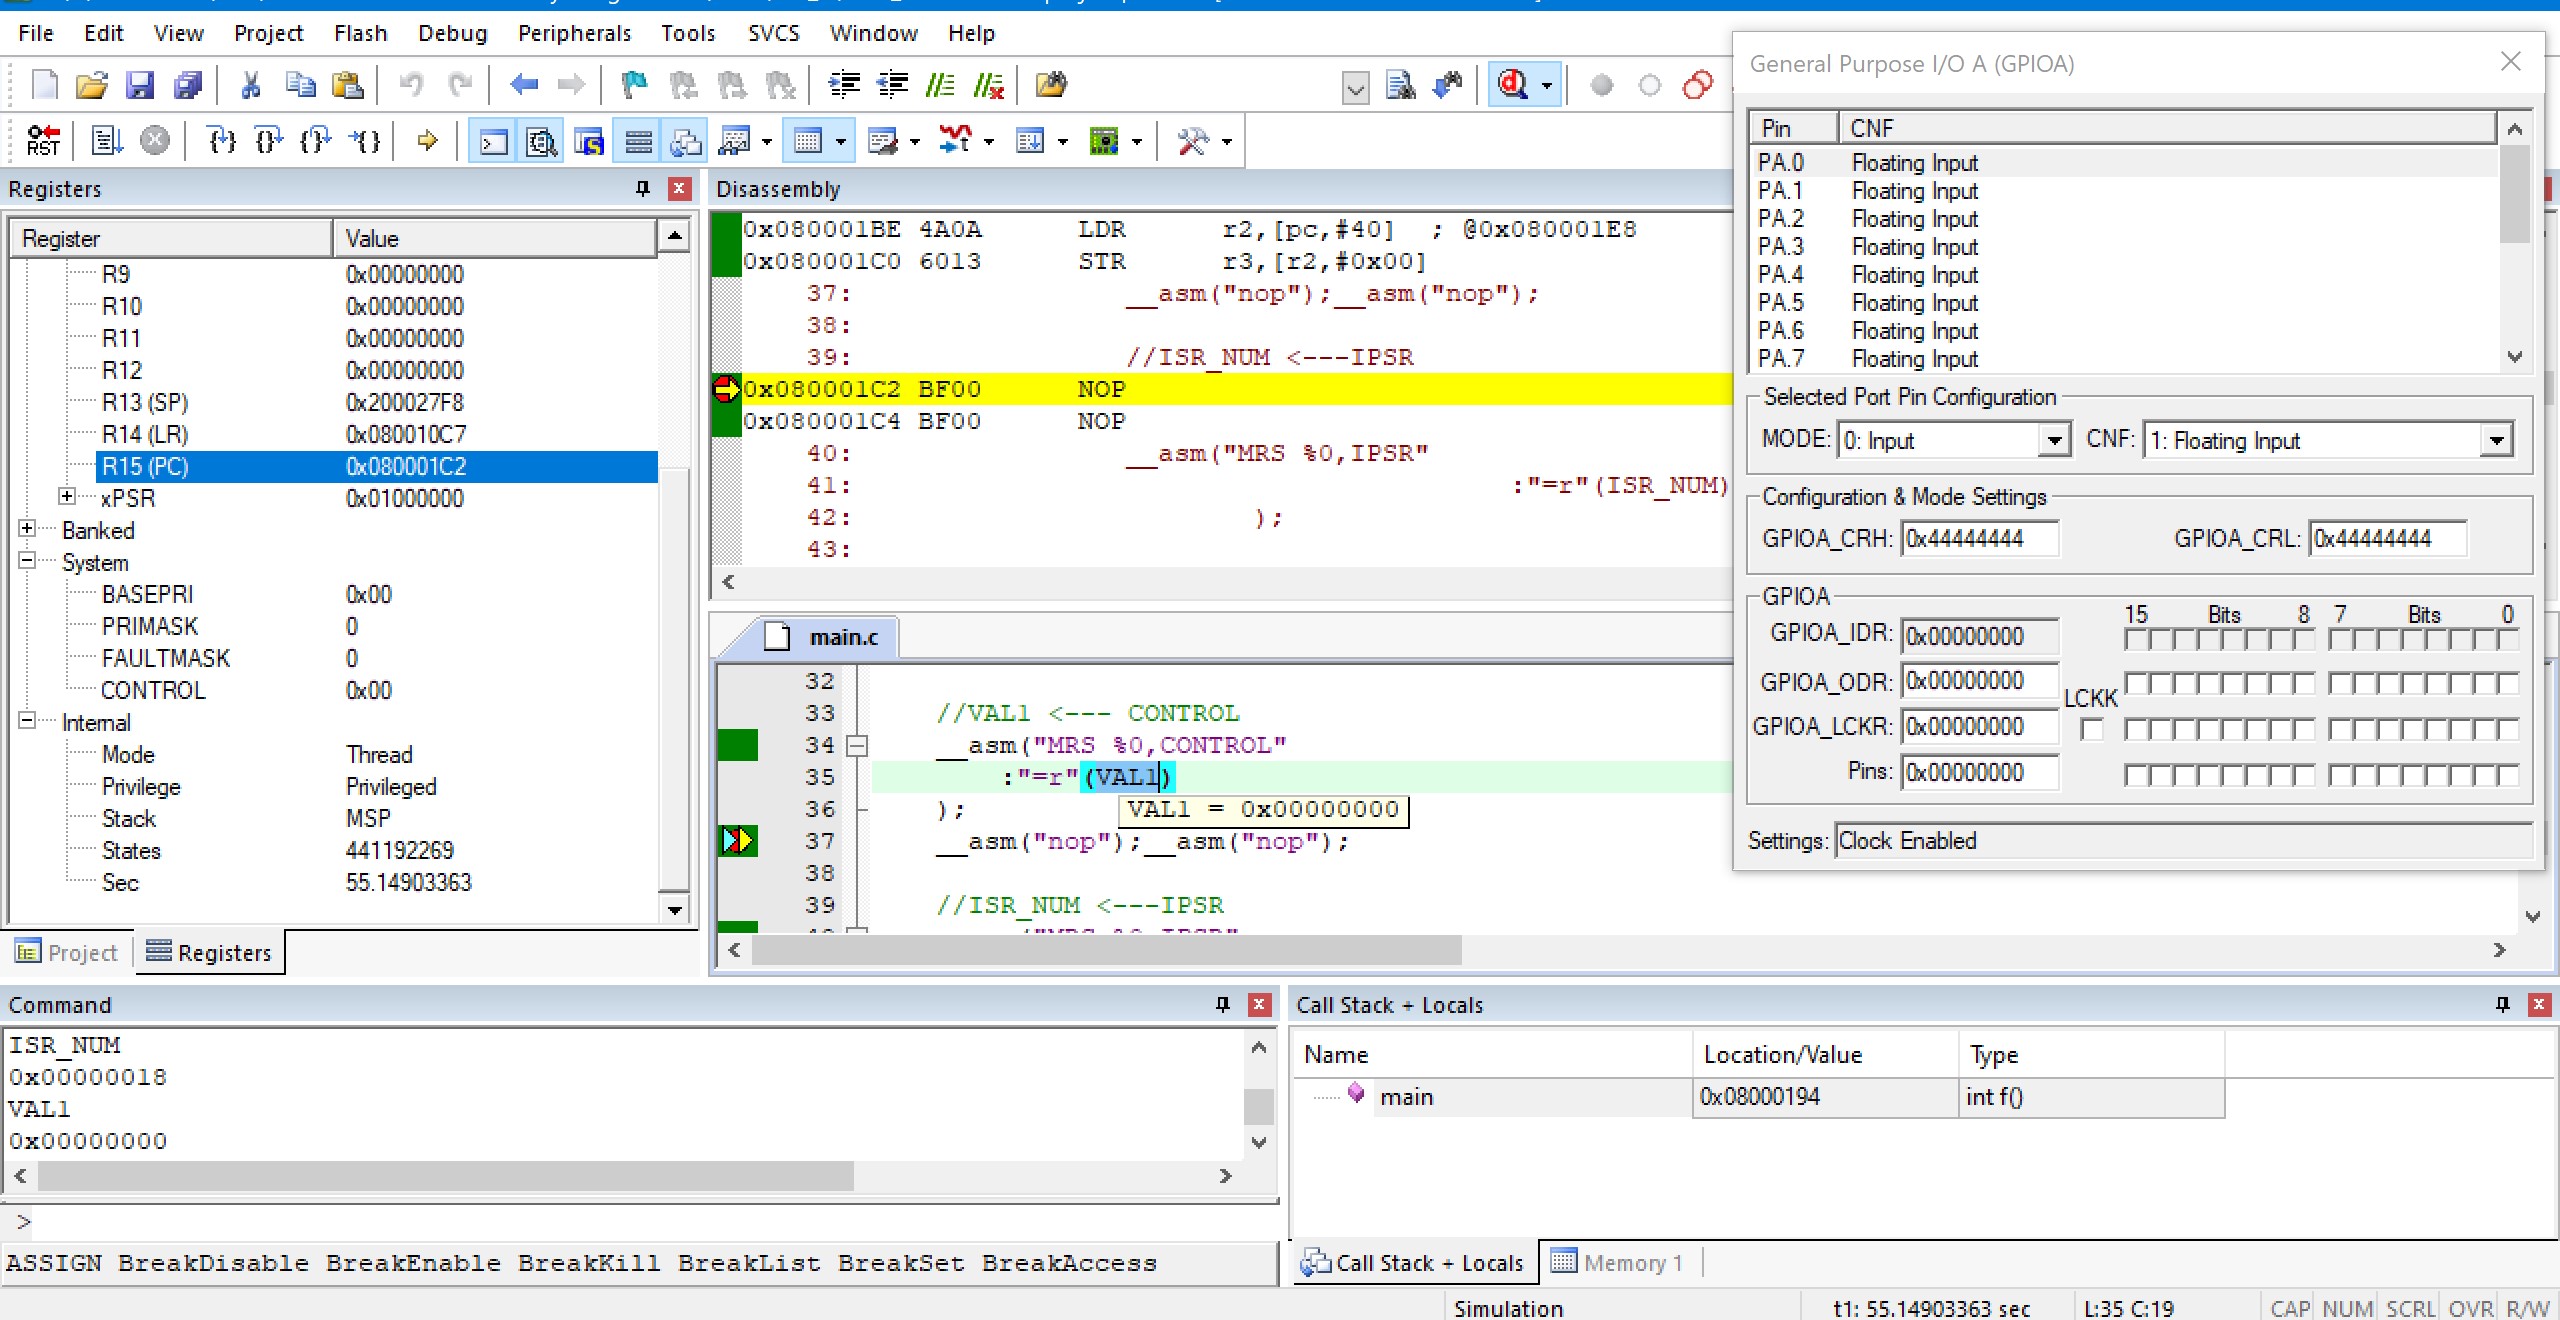 File Edit View Project Flash Debug Peripherals Tools SVCS Window Help
RST
Registers
Register Value
R9 0x00000000
R10 0x00000000
R11 0x00000000
R12 0x00000000
R13 (SP) 0x200027F8
R14 (LR) 0x080010C7
R15 (PC) 0x080001C2
xPSR 0x01000000
Banked
System
BASEPRI 0x00
PRIMASK 0
FAULTMASK 0
CONTROL 0x00
Internal
Mode Thread
Privilege Privileged
Stack MSP
States 441192269
Sec 55.14903363
Project Registers
Disassembly
0x080001BE 4A0A LDR r2,[pc,#40] ; @0x080001E8
0x080001C0 6013 STR r3,[r2,#0x00]
37: __asm("nop");__asm("nop");
38:
39: //ISR_NUM <---IPSR
0x080001C2 BF00 NOP
0x080001C4 BF00 NOP
40: __asm("MRS %0,IPSR"
41: :"=r"(ISR_NUM)
42: );
43:
main.c
32
33 //VAL1 <--- CONTROL
34 __asm("MRS %0,CONTROL"
35 :"=r"(VAL1)
36 );
VAL1 = 0x00000000
37 __asm("nop");__asm("nop");
38
39 //ISR_NUM <---IPSR
General Purpose I/O A (GPIOA)
Pin CNF
PA.0 Floating Input
PA.1 Floating Input
PA.2 Floating Input
PA.3 Floating Input
PA.4 Floating Input
PA.5 Floating Input
PA.6 Floating Input
PA.7 Floating Input
Selected Port Pin Configuration
MODE: 0: Input CNF: 1: Floating Input
Configuration & Mode Settings
GPIOA_CRH: 0x44444444 GPIOA_CRL: 0x44444444
GPIOA
15 Bits 8 7 Bits 0
GPIOA_IDR: 0x00000000
GPIOA_ODR: 0x00000000
LCKK
GPIOA_LCKR: 0x00000000
Pins: 0x00000000
Settings: Clock Enabled
Command
ISR_NUM
0x00000018
VAL1
0x00000000
>
ASSIGN BreakDisable BreakEnable BreakKill BreakList BreakSet BreakAccess
Call Stack + Locals
Name Location/Value Type
main 0x08000194 int f()
Call Stack + Locals Memory 1
Simulation t1: 55.14903363 sec L:35 C:19 CAP NUM SCRL OVR R/W